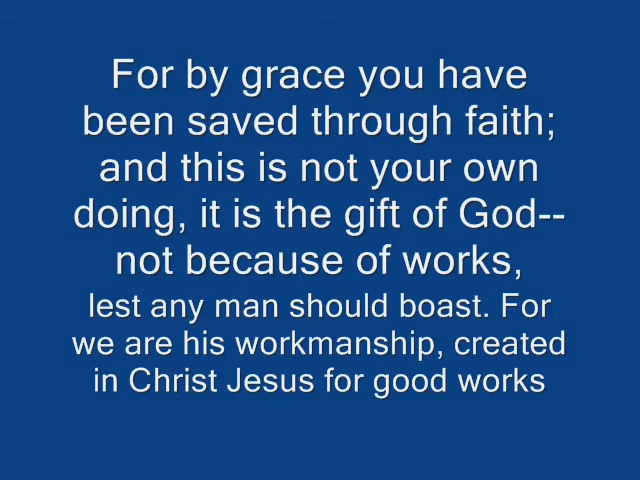 For by grace you have
been saved through faith;
and this is not your own
doing, it is the gift of God--
not because of works,
lest any man should boast. For
we are his workmanship, created
in Christ Jesus for good works